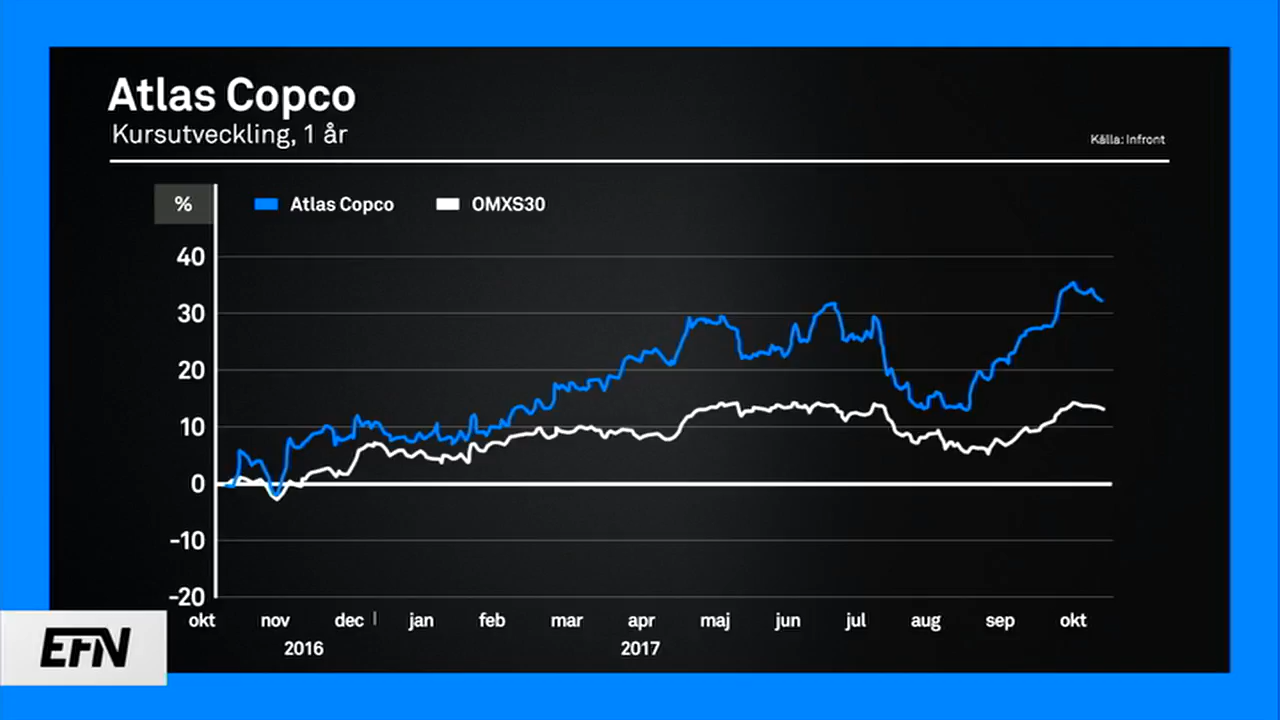 Atlas Copco
Kursutveckling, 1 år
Källa: Infront
% Atlas Copco OMXS30
40
30
20
10
0
-10
-20
okt nov dec jan feb mar apr maj jun jul aug sep okt
2016 2017
EFN